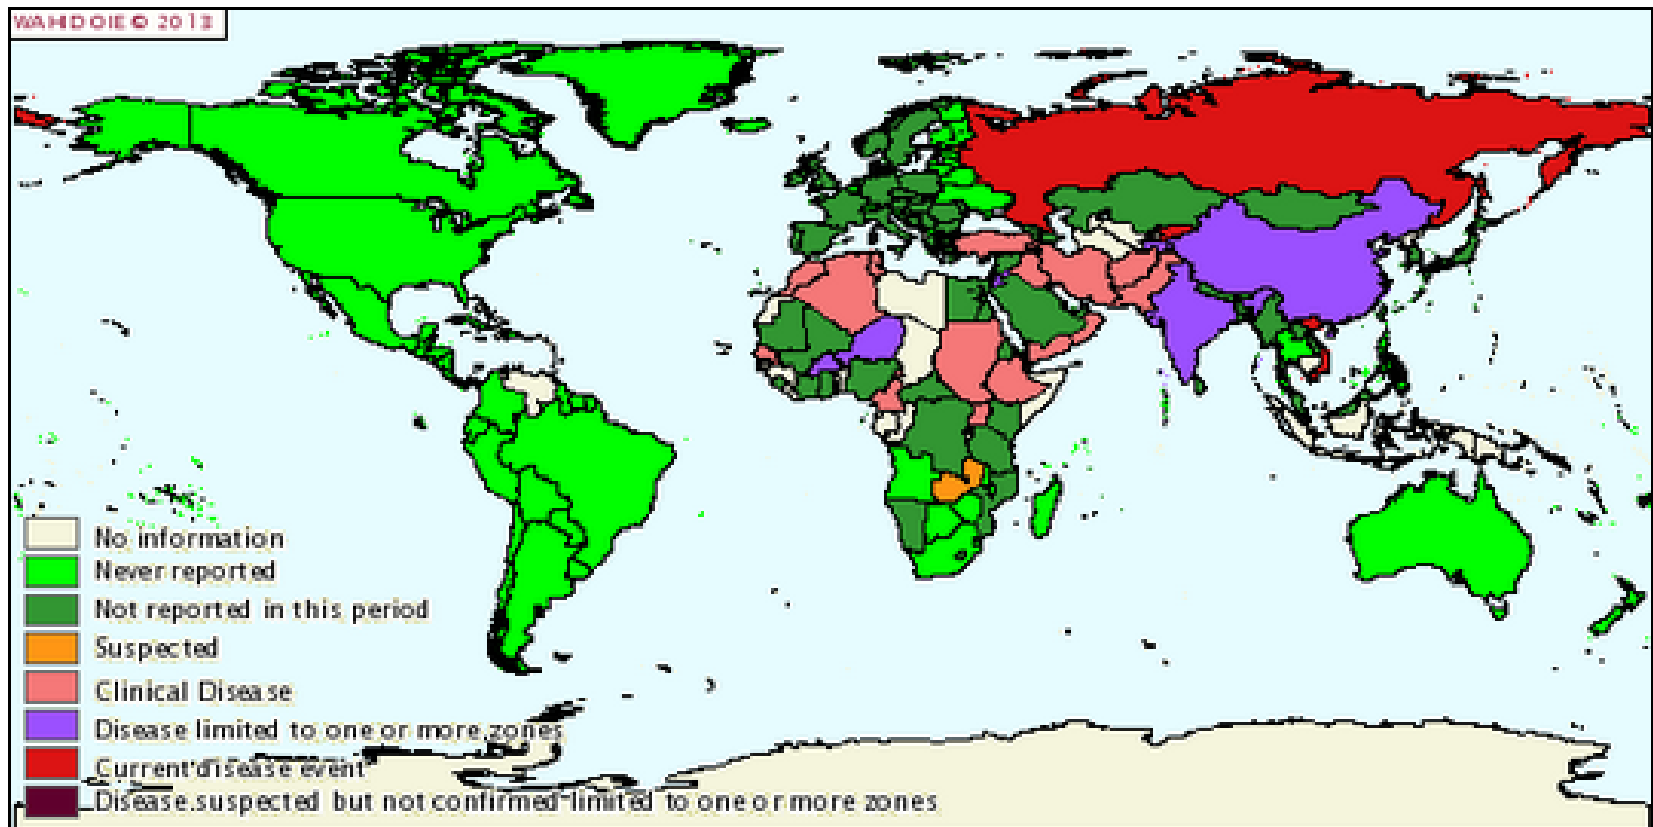 WAHID OIE © 2013
No information
Never reported
Not reported in this period
Suspected
Clinical Disease
Disease limited to one or more zones
Current disease event
Disease suspected but not confirmed limited to one or more zones